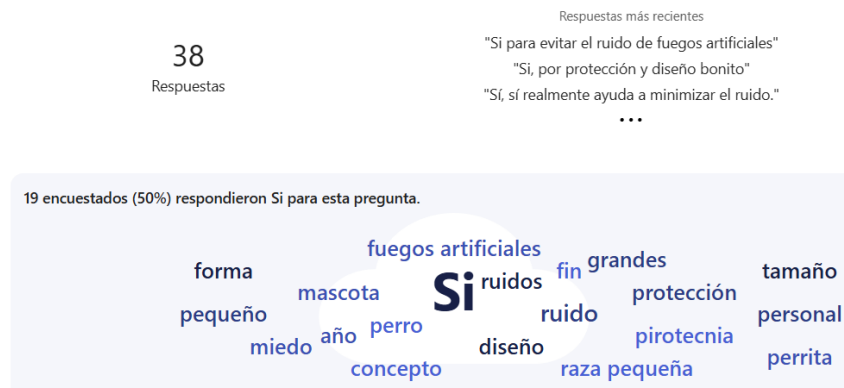 38
Respuestas
Respuestas más recientes
"Si para evitar el ruido de fuegos artificiales"
"Si, por protección y diseño bonito"
"Sí, sí realmente ayuda a minimizar el ruido."
...
19 encuestados (50%) respondieron Si para esta pregunta.
fuegos artificiales
forma Si ruidos fin grandes tamaño
mascota protección
pequeño ruido personal
miedo año perro diseño pirotecnia perrita
concepto raza pequeña